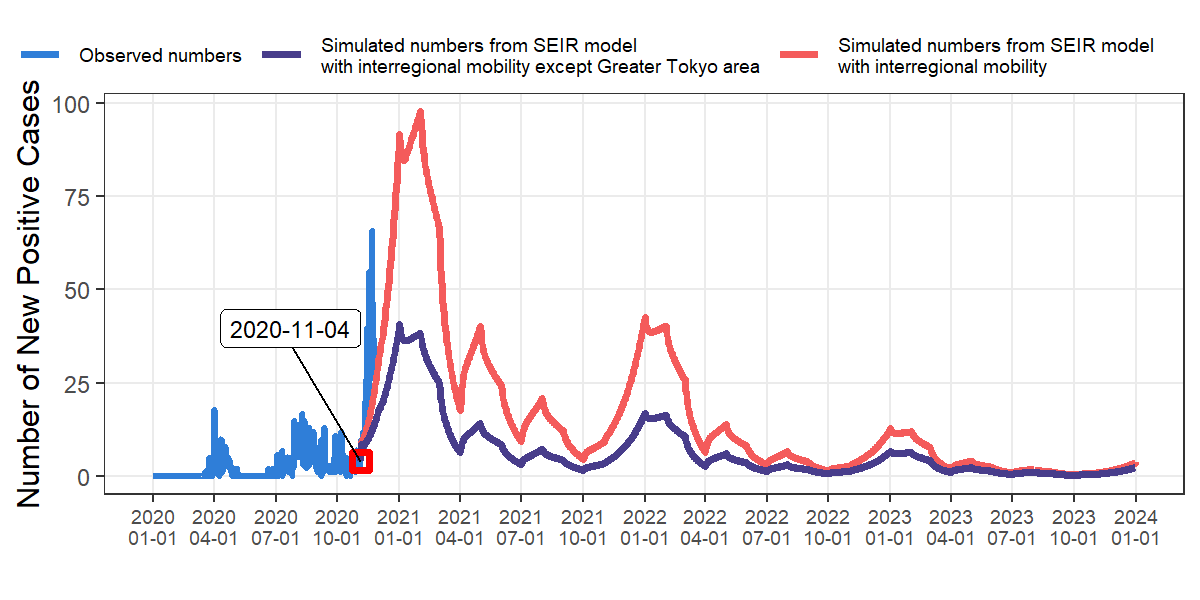 Observed numbers
Simulated numbers from SEIR model
with interregional mobility except Greater Tokyo area
Simulated numbers from SEIR model
with interregional mobility
Number of New Positive Cases
100
75
50
25
0
2020-11-04
2020 2020 2020 2020 2021 2021 2021 2021 2022 2022 2022 2022 2023 2023 2023 2023 2024
01-01 04-01 07-01 10-01 01-01 04-01 07-01 10-01 01-01 04-01 07-01 10-01 01-01 04-01 07-01 10-01 01-01